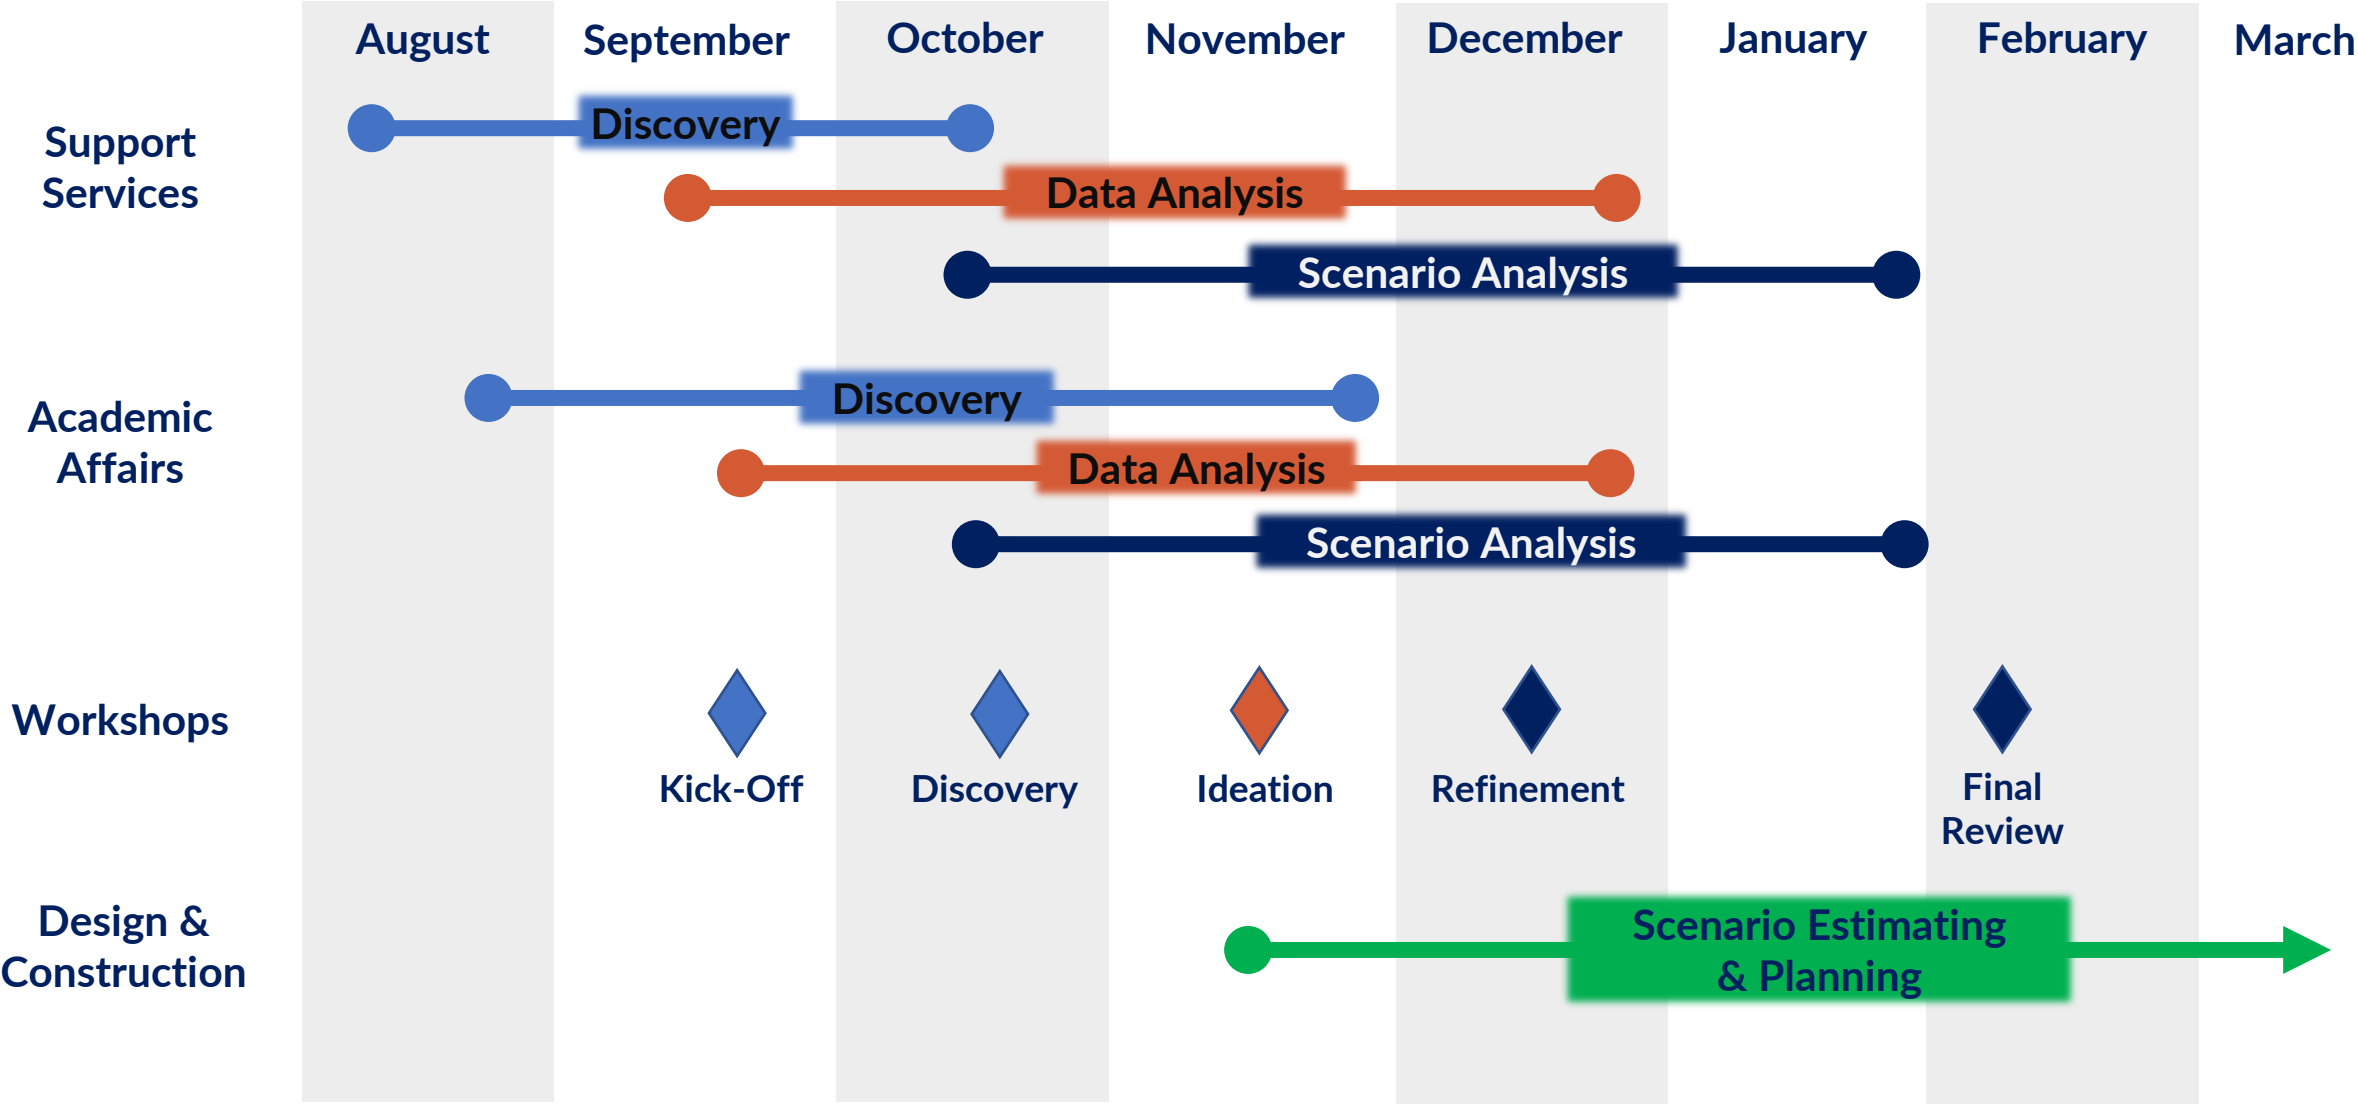 August September October November December January February March
Support
Services
Discovery
Data Analysis
Scenario Analysis
Academic
Affairs
Discovery
Data Analysis
Scenario Analysis
Workshops
Kick-Off Discovery Ideation Refinement Final
Review
Design &
Construction
Scenario Estimating
& Planning